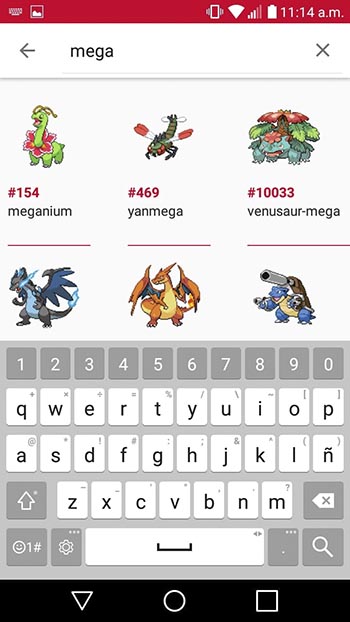 11:14 a.m.
mega
#154
#469
#10033
meganium
yanmega
venusaur-mega
1 2 3 4 5 6 7 8 9 0
+ × ÷ = % / \ ~ [ ]
q w e r t y u i o p
@ * ! # : ; & ^ ( )
a s d f g h j k l ñ
- _ " ' , . ?
z x c v b n m
1#
.